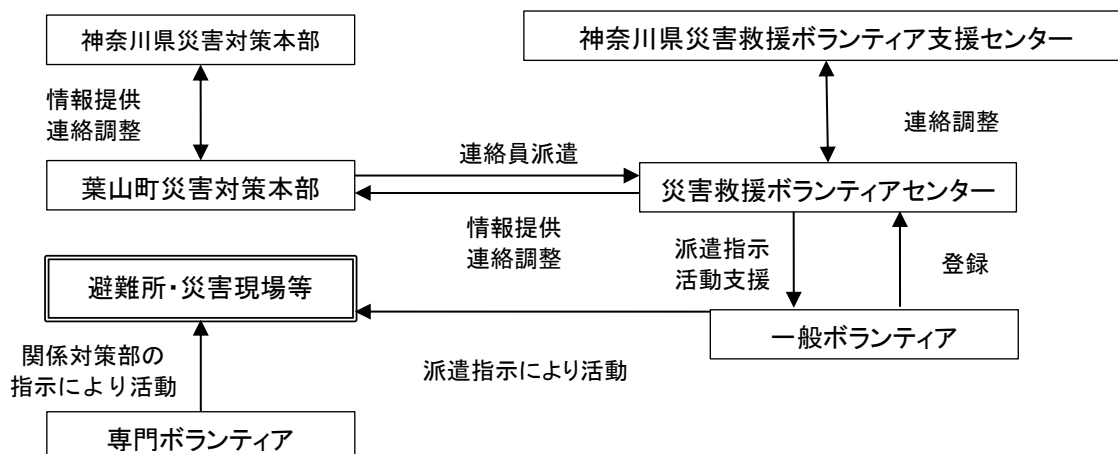 神奈川県災害対策本部
神奈川県災害救援ボランティア支援センター
情報提供
連絡調整
連絡調整
連絡員派遣
葉山町災害対策本部
災害救援ボランティアセンター
情報提供
連絡調整
派遣指示
活動支援
登録
避難所・災害現場等
一般ボランティア
関係対策部の
指示により活動
派遣指示により活動
専門ボランティア